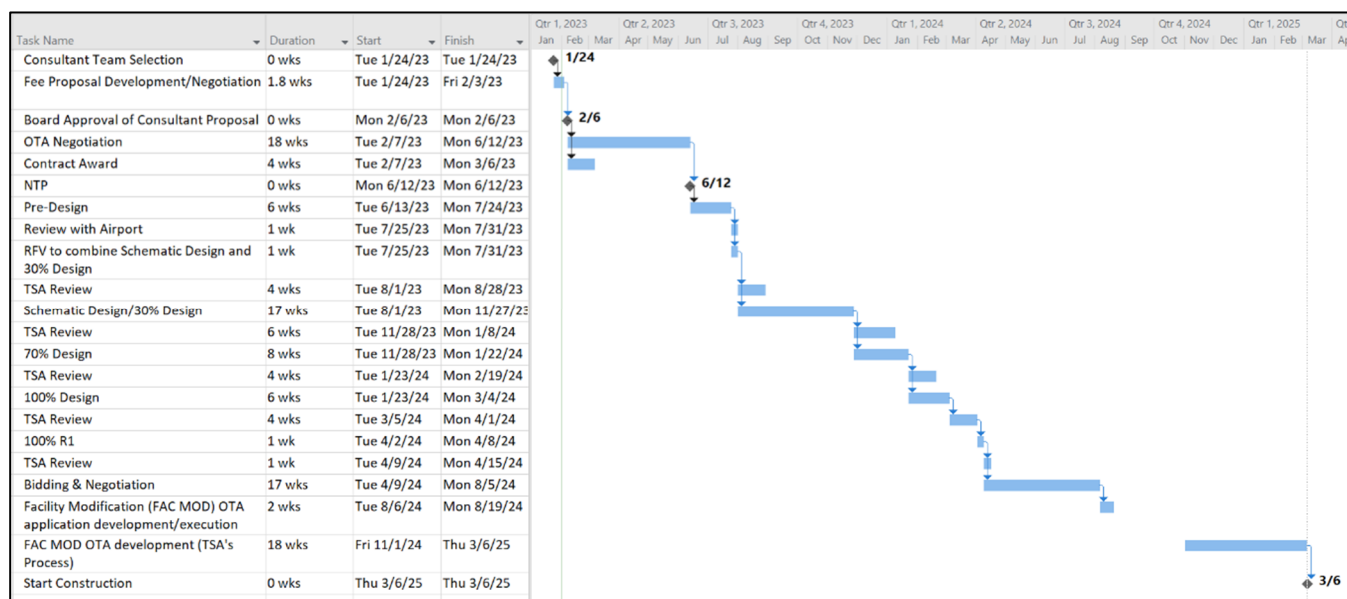 Qtr 1, 2023 Qtr 2, 2023 Qtr 3, 2023 Qtr 4, 2023 Qtr 1, 2024 Qtr 2, 2024 Qtr 3, 2024 Qtr 4, 2024 Qtr 1, 2025 Qt
Task Name Duration Start Finish Jan Feb Mar Apr May Jun Jul Aug Sep Oct Nov Dec Jan Feb Mar Apr May Jun Jul Aug Sep Oct Nov Dec Jan Feb Mar Ap
Consultant Team Selection 0 wks Tue 1/24/23 Tue 1/24/23 1/24
Fee Proposal Development/Negotiation 1.8 wks Tue 1/24/23 Fri 2/3/23
Board Approval of Consultant Proposal 0 wks Mon 2/6/23 Mon 2/6/23 2/6
OTA Negotiation 18 wks Tue 2/7/23 Mon 6/12/23
Contract Award 4 wks Tue 2/7/23 Mon 3/6/23
NTP 0 wks Mon 6/12/23 Mon 6/12/23 6/12
Pre-Design 6 wks Tue 6/13/23 Mon 7/24/23
Review with Airport 1 wk Tue 7/25/23 Mon 7/31/23
RFV to combine Schematic Design and 1 wk Tue 7/25/23 Mon 7/31/23
30% Design
TSA Review 4 wks Tue 8/1/23 Mon 8/28/23
Schematic Design/30% Design 17 wks Tue 8/1/23 Mon 11/27/23
TSA Review 6 wks Tue 11/28/23 Mon 1/8/24
70% Design 8 wks Tue 11/28/23 Mon 1/22/24
TSA Review 4 wks Tue 1/23/24 Mon 2/19/24
100% Design 6 wks Tue 1/23/24 Mon 3/4/24
TSA Review 4 wks Tue 3/5/24 Mon 4/1/24
100% R1 1 wk Tue 4/2/24 Mon 4/8/24
TSA Review 1 wk Tue 4/9/24 Mon 4/15/24
Bidding & Negotiation 17 wks Tue 4/9/24 Mon 8/5/24
Facility Modification (FAC MOD) OTA 2 wks Tue 8/6/24 Mon 8/19/24
application development/execution
FAC MOD OTA development (TSA's 18 wks Fri 11/1/24 Thu 3/6/25
Process)
Start Construction 0 wks Thu 3/6/25 Thu 3/6/25 3/6